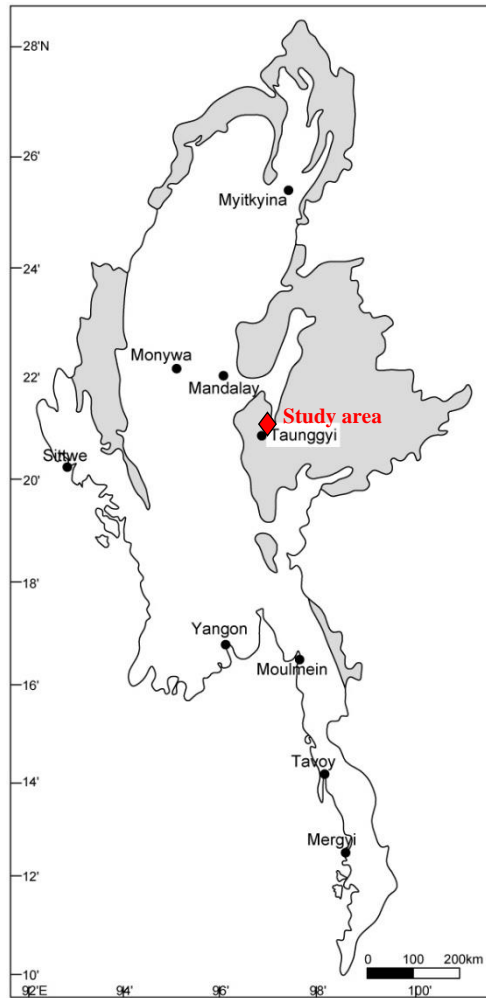 28'N
26'
Myitkyina
24'
Monywa
22'
Mandalay
Study area
Taunggyi
Sittwe
20'
18'
Yangon
Moulmein
16'
Tavoy
14'
Mergyi
12'
0 100 200km
10'
92'E 94' 96' 98' 100'